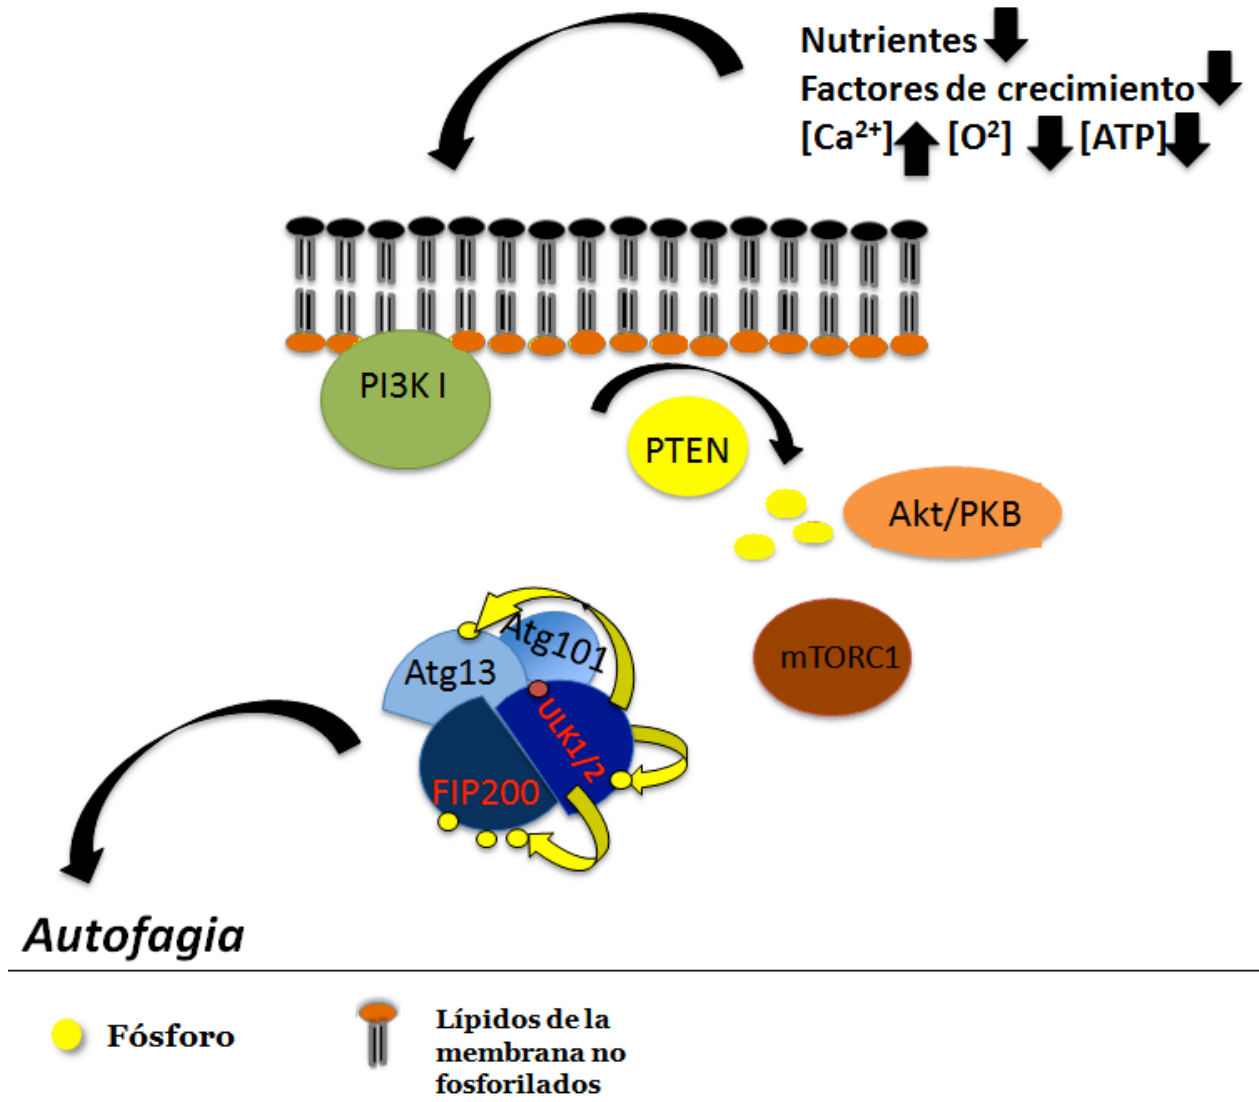 Nutrientes
Factores de crecimiento
[Ca²⁺] [O²] [ATP]
PI3K I
PTEN
Akt/PKB
Atg101
Atg13
mTORC1
ULK1/2
FIP200
Autofagia
Fósforo
Lípidos de la
membrana no
fosforilados